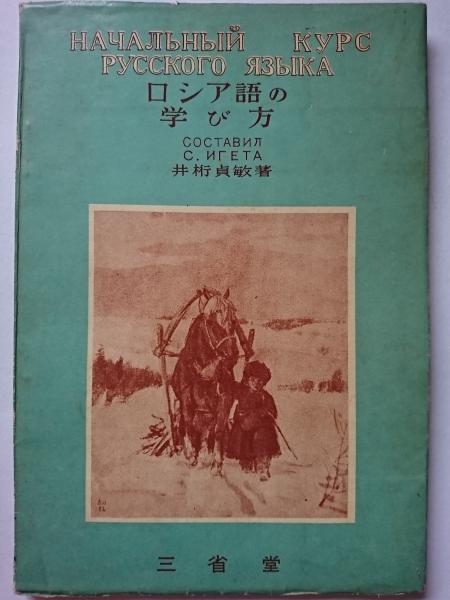 НАЧАЛЬНЫЙ КУРС
РУССКОГО ЯЗЫКА
ロシア語の
学び方
СОСТАВИЛ
С. ИГЕТА
井桁貞敏著
三省堂